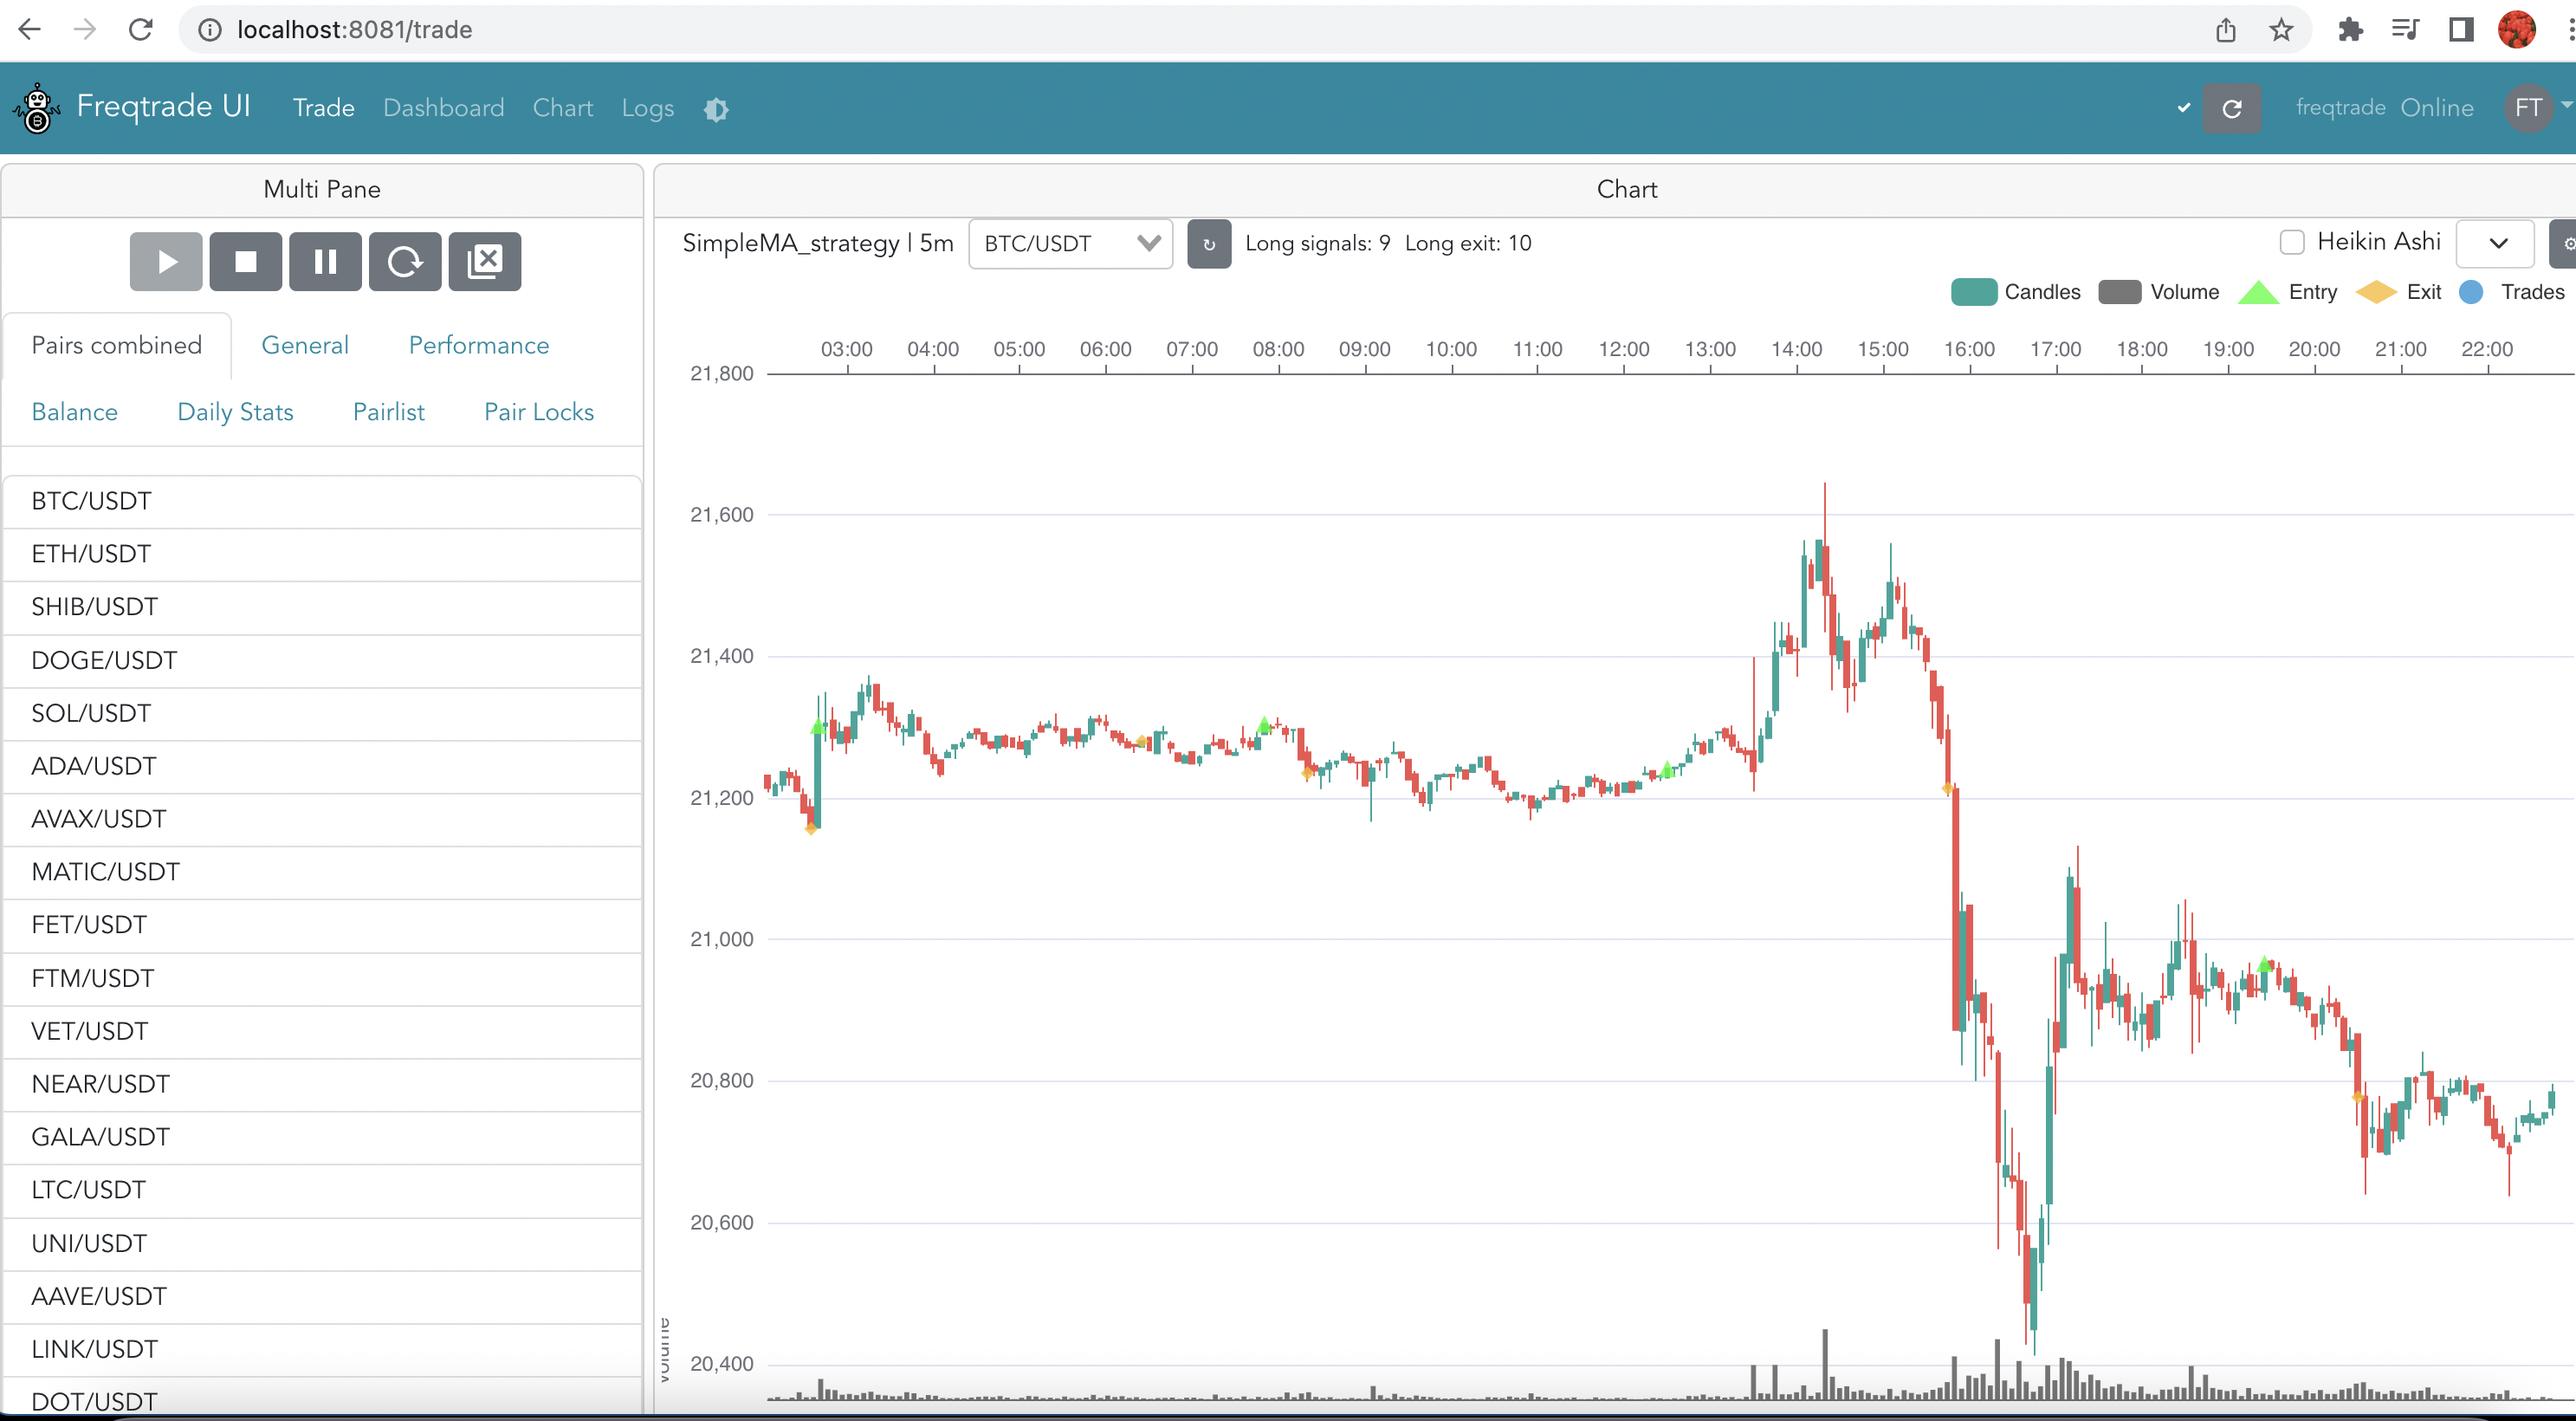 localhost:8081/trade
Freqtrade UI Trade Dashboard Chart Logs freqtrade Online FT
Multi Pane
Pairs combined General Performance
Balance Daily Stats Pairlist Pair Locks
BTC/USDT
ETH/USDT
SHIB/USDT
DOGE/USDT
SOL/USDT
ADA/USDT
AVAX/USDT
MATIC/USDT
FET/USDT
FTM/USDT
VET/USDT
NEAR/USDT
GALA/USDT
LTC/USDT
UNI/USDT
AAVE/USDT
LINK/USDT
DOT/USDT
Chart
SimpleMA_strategy | 5m BTC/USDT Long signals: 9 Long exit: 10 Heikin Ashi
Candles Volume Entry Exit Trades
03:00 04:00 05:00 06:00 07:00 08:00 09:00 10:00 11:00 12:00 13:00 14:00 15:00 16:00 17:00 18:00 19:00 20:00 21:00 22:00
21,800
21,600
21,400
21,200
21,000
20,800
20,600
20,400
volume